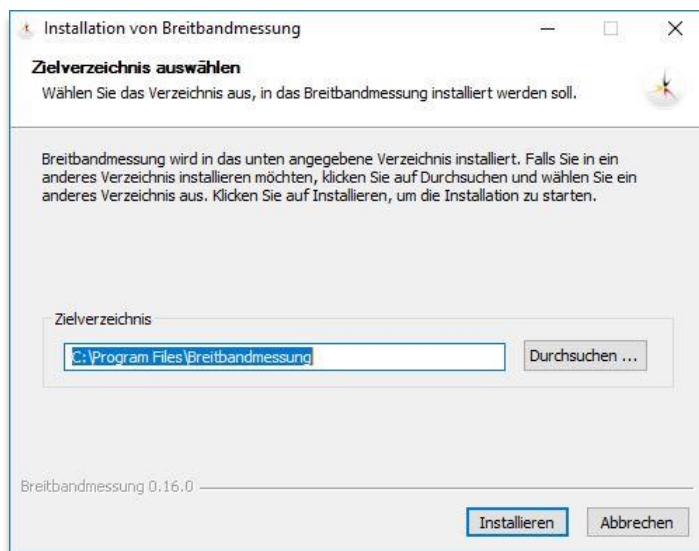 Installation von Breitbandmessung
Zielverzeichnis auswählen
Wählen Sie das Verzeichnis aus, in das Breitbandmessung installiert werden soll.
Breitbandmessung wird in das unten angegebene Verzeichnis installiert. Falls Sie in ein
anderes Verzeichnis installieren möchten, klicken Sie auf Durchsuchen und wählen Sie ein
anderes Verzeichnis aus. Klicken Sie auf Installieren, um die Installation zu starten.
Zielverzeichnis
C:\Program Files\Breitbandmessung
Durchsuchen ...
Breitbandmessung 0.16.0
Installieren
Abbrechen